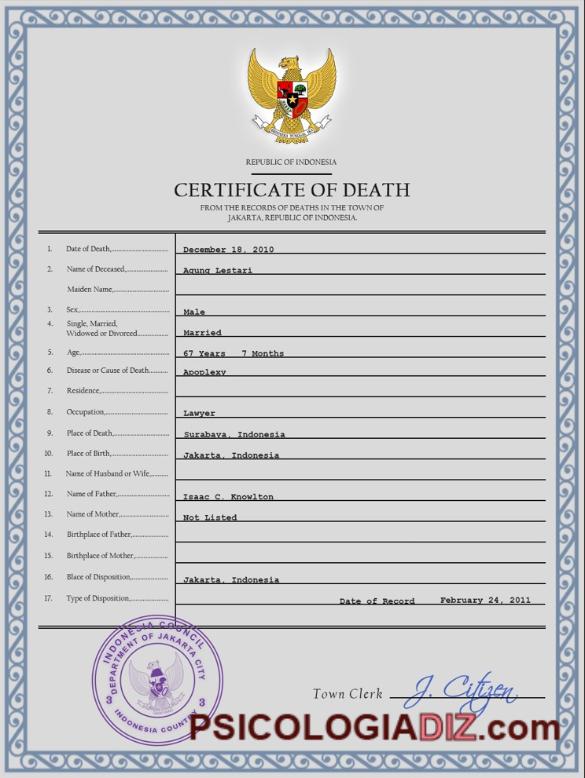 REPUBLIC OF INDONESIA
CERTIFICATE OF DEATH
FROM THE RECORDS OF DEATHS IN THE TOWN OF
JAKARTA, REPUBLIC OF INDONESIA.
1. Date of Death,.................... December 18, 2010
2. Name of Deceased,.............. Agung Lestari
Maiden Name,......................
3. Sex,.................................... Male
4. Single, Married,
Widowed or Divorced............ Married
5. Age,.................................... 67 Years 7 Months
6. Disease or Cause of Death......... Apoplexy
7. Residence,..........................
8. Occupation,........................ Lawyer
9. Place of Death,..................... Surabaya, Indonesia
10. Place of Birth,...................... Jakarta, Indonesia
11. Name of Husband or Wife,........
12. Name of Father,.................... Isaac C. Knowlton
13. Name of Mother,................... Not Listed
14. Birthplace of Father,..............
15. Birthplace of Mother,.............
16. Blace of Disposition,.............. Jakarta, Indonesia
17. Type of Disposition,............... Date of Record February 24, 2011
INDONESIA COUNCIL
DEPARTMENT OF JAKARTA CITY
3 3
INDONESIA COUNTRY
Town Clerk J. Citizen
PSICOLOGIADIZ.com